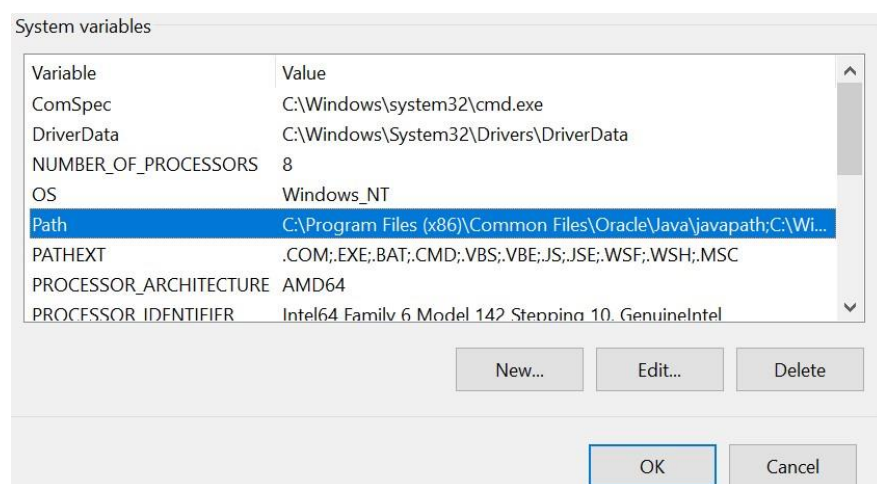 System variables
Variable Value
ComSpec C:\Windows\system32\cmd.exe
DriverData C:\Windows\System32\Drivers\DriverData
NUMBER_OF_PROCESSORS 8
OS Windows_NT
Path C:\Program Files (x86)\Common Files\Oracle\Java\javapath;C:\Wi...
PATHEXT .COM;.EXE;.BAT;.CMD;.VBS;.VBE;.JS;.JSE;.WSF;.WSH;.MSC
PROCESSOR_ARCHITECTURE AMD64
PROCESSOR_IDENTIFIER Intel64 Family 6 Model 142 Stepping 10, GenuineIntel
New... Edit... Delete
OK Cancel